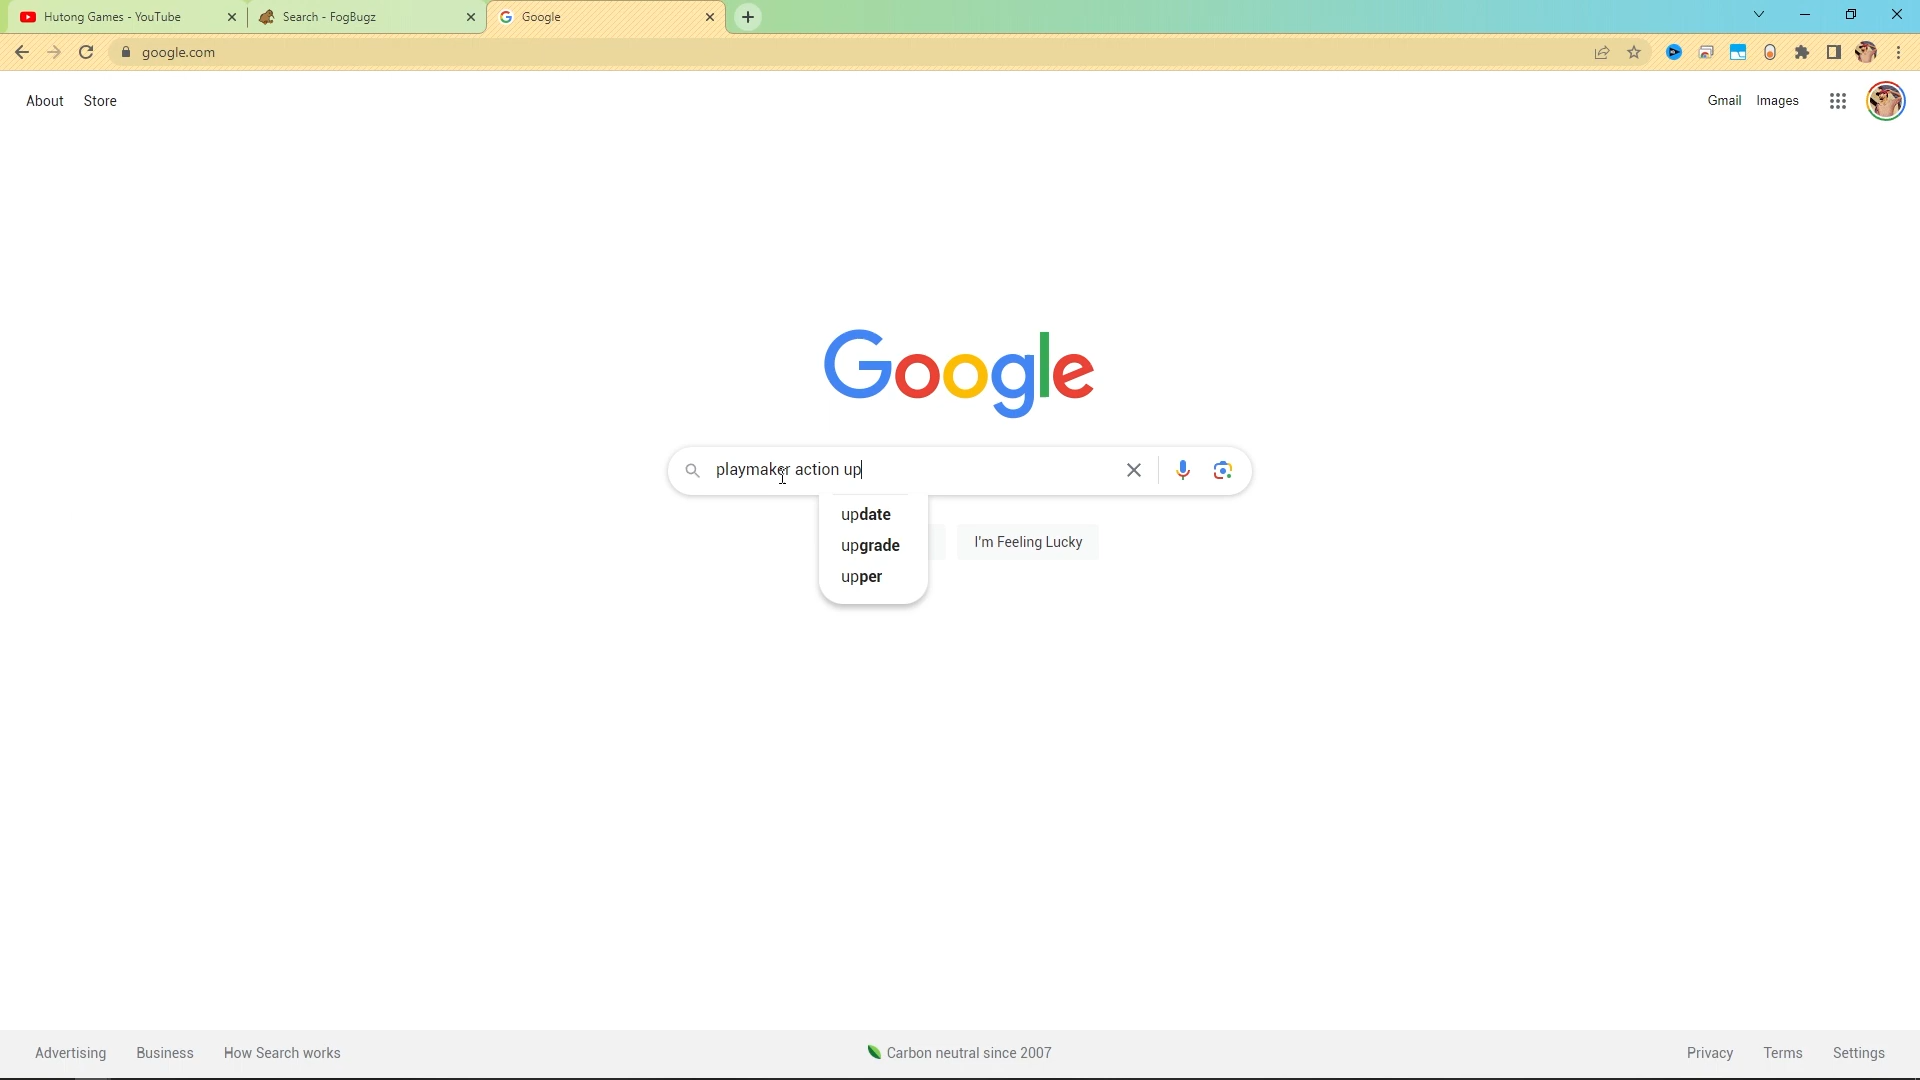 Hutong Games - YouTube
Search - FogBugz
Google
google.com
About Store
Gmail Images
Google
playmaker action up
update
upgrade
upper
I'm Feeling Lucky
Advertising Business How Search works
Carbon neutral since 2007
Privacy Terms Settings